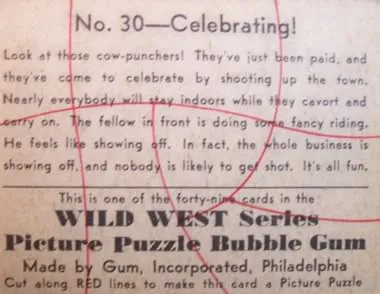 No. 30—Celebrating!
Look at those cow-punchers! They've just been paid, and
they've come to celebrate by shooting up the town.
Nearly everybody will stay indoors while they cavort and
carry on. The fellow in front is doing some fancy riding.
He feels like showing off. In fact, the whole business is
showing off, and nobody is likely to get shot. It's all fun.
This is one of the forty-nine cards in the
WILD WEST Series
Picture Puzzle Bubble Gum
Made by Gum, Incorporated, Philadelphia
Cut along RED lines to make this card a Picture Puzzle